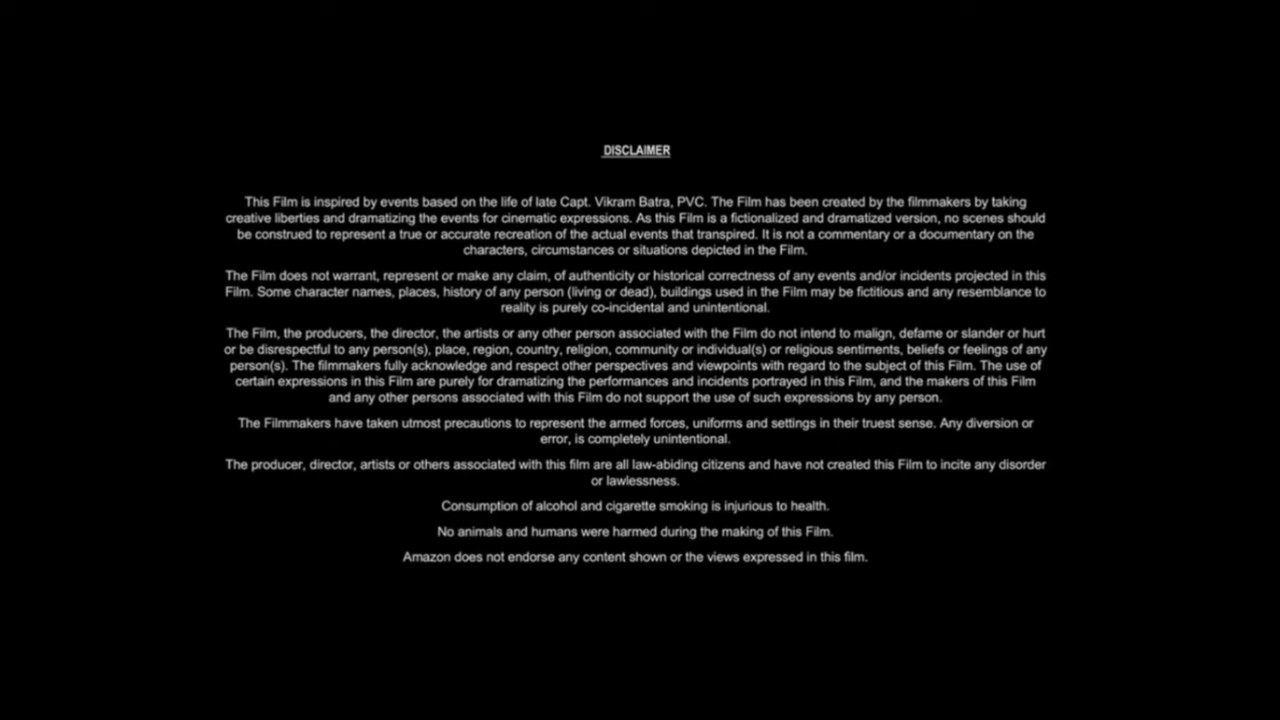 DISCLAIMER
This Film is inspired by events based on the life of late Capt. Vikram Batra, PVC. The Film has been created by the filmmakers by taking
creative liberties and dramatizing the events for cinematic expressions. As this Film is a fictionalized and dramatized version, no scenes should
be construed to represent a true or accurate recreation of the actual events that transpired. It is not a commentary or a documentary on the
characters, circumstances or situations depicted in the Film.
The Film does not warrant, represent or make any claim, of authenticity or historical correctness of any events and/or incidents projected in this
Film. Some character names, places, history of any person (living or dead), buildings used in the Film may be fictitious and any resemblance to
reality is purely co-incidental and unintentional.
The Film, the producers, the director, the artists or any other person associated with the Film do not intend to malign, defame or slander or hurt
or be disrespectful to any person(s), place, region, country, religion, community or individual(s) or religious sentiments, beliefs or feelings of any
person(s). The filmmakers fully acknowledge and respect other perspectives and viewpoints with regard to the subject of this Film. The use of
certain expressions in this Film are purely for dramatizing the performances and incidents portrayed in this Film, and the makers of this Film
and any other persons associated with this Film do not support the use of such expressions by any person.
The Filmmakers have taken utmost precautions to represent the armed forces, uniforms and settings in their truest sense. Any diversion or
error, is completely unintentional.
The producer, director, artists or others associated with this film are all law-abiding citizens and have not created this Film to incite any disorder
or lawlessness.
Consumption of alcohol and cigarette smoking is injurious to health.
No animals and humans were harmed during the making of this Film.
Amazon does not endorse any content shown or the views expressed in this film.